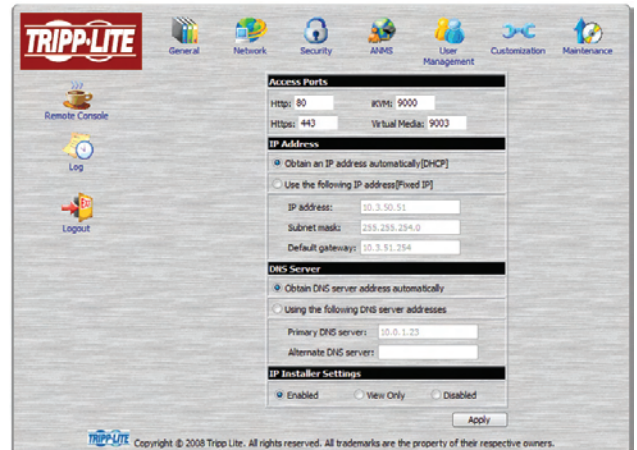 TRIPP·LITE
General
Network
Security
ANMS
User Management
Customization
Maintenance
Remote Console
Log
Logout
Access Ports
Http: 80
iKVM: 9000
Https: 443
Virtual Media: 9003
IP Address
Obtain an IP address automatically[DHCP]
Use the following IP address[Fixed IP]
IP address: 10.3.50.51
Subnet mask: 255.255.254.0
Default gateway: 10.3.51.254
DNS Server
Obtain DNS server address automatically
Using the following DNS server addresses
Primary DNS server: 10.0.1.23
Alternate DNS server:
IP Installer Settings
Enabled
View Only
Disabled
Apply
TRIPP·LITE Copyright © 2008 Tripp Lite. All rights reserved. All trademarks are the property of their respective owners.